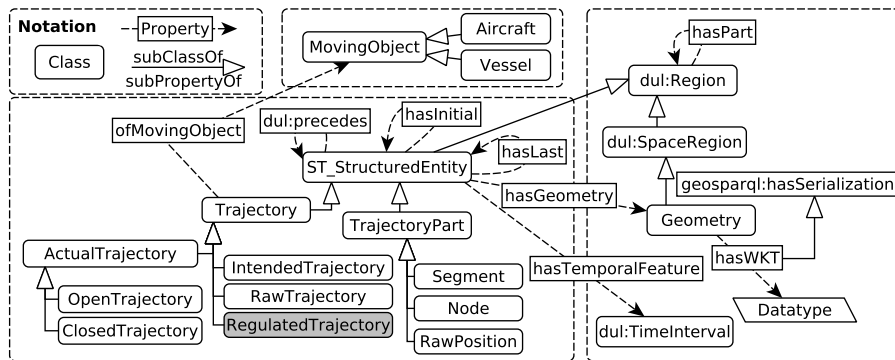 Notation
Property
Class
subClassOf
subPropertyOf
MovingObject
Aircraft
Vessel
hasPart
dul:Region
dul:SpaceRegion
geosparql:hasSerialization
Geometry
hasWKT
Datatype
dul:TimeInterval
ofMovingObject
dul:precedes
hasInitial
hasLast
ST_StructuredEntity
hasGeometry
hasTemporalFeature
Trajectory
TrajectoryPart
ActualTrajectory
OpenTrajectory
ClosedTrajectory
IntendedTrajectory
RawTrajectory
RegulatedTrajectory
Segment
Node
RawPosition